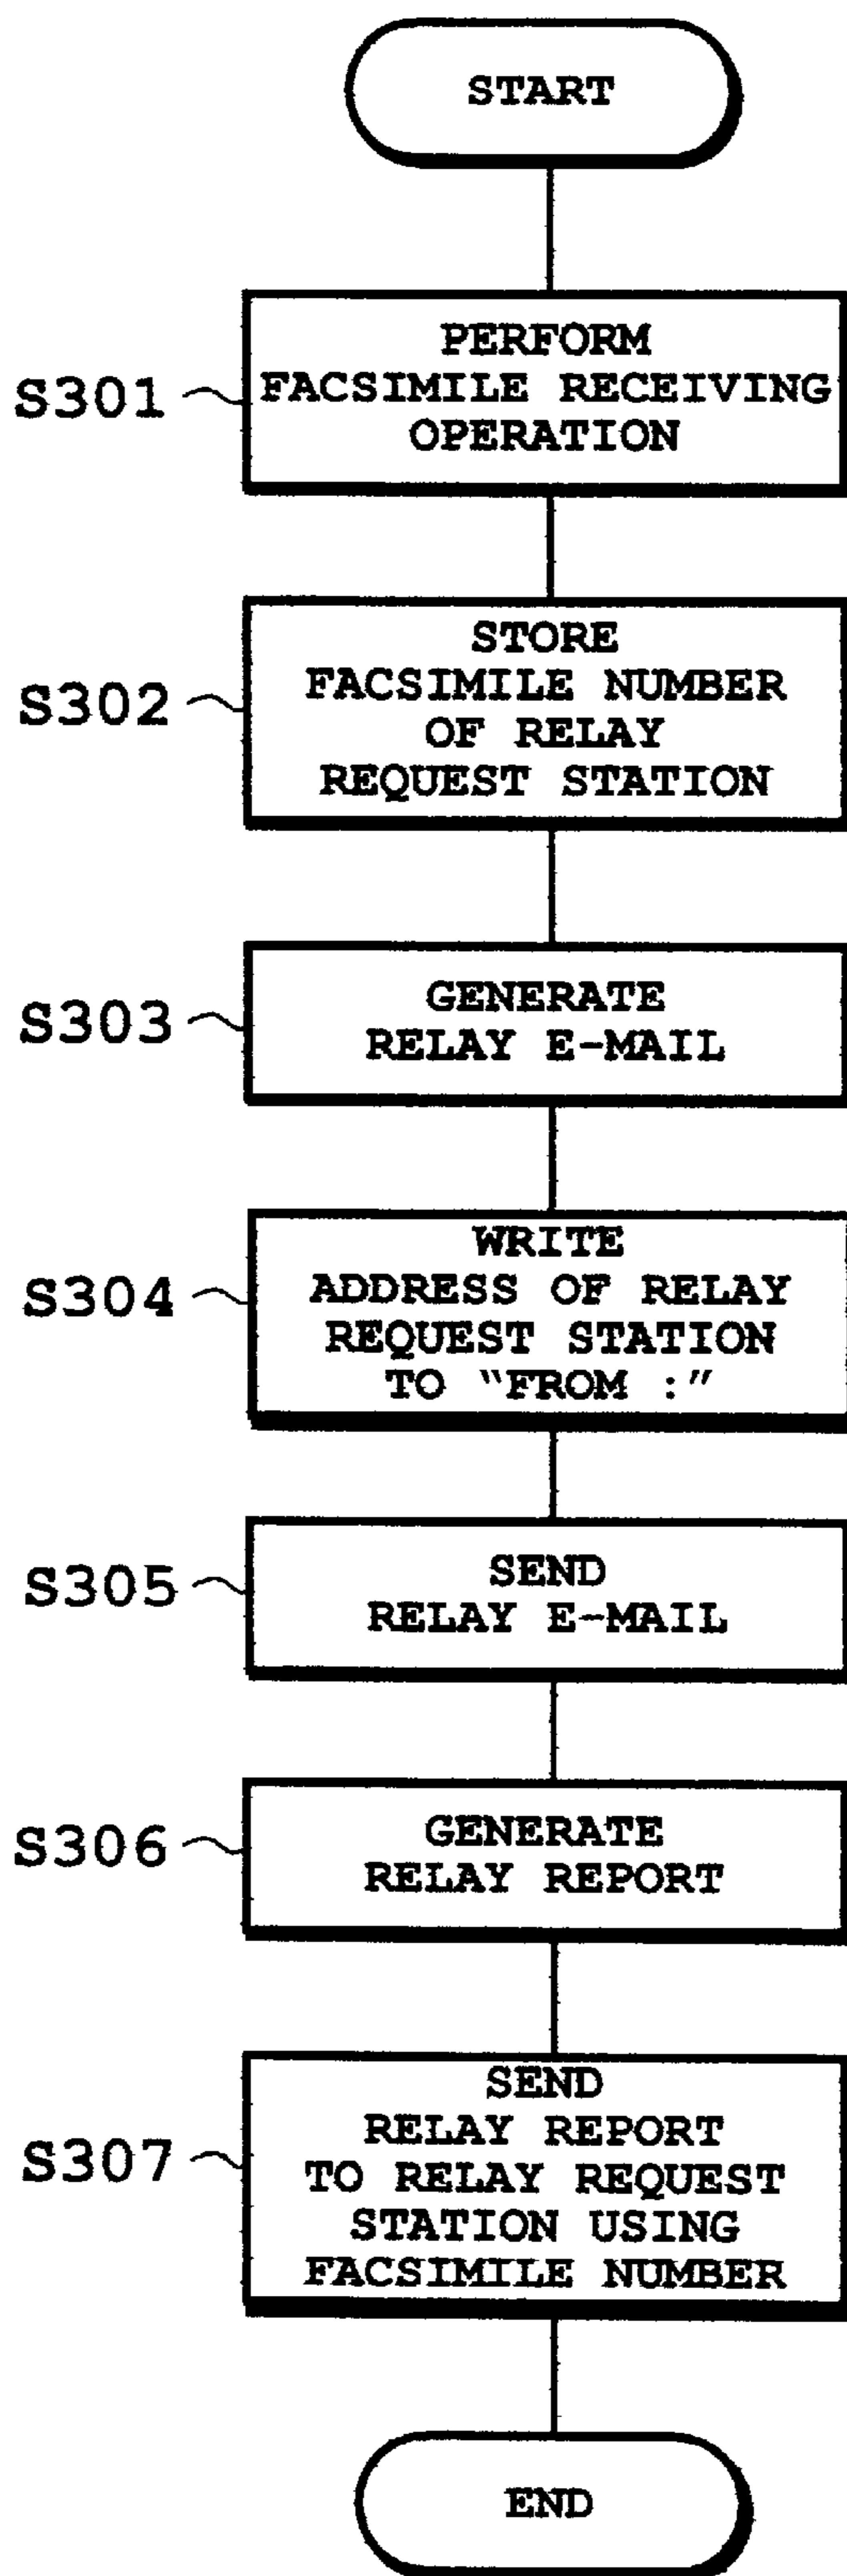 START
S301
PERFORM
FACSIMILE RECEIVING
OPERATION
S302
STORE
FACSIMILE NUMBER
OF RELAY
REQUEST STATION
S303
GENERATE
RELAY E-MAIL
S304
WRITE
ADDRESS OF RELAY
REQUEST STATION
TO “FROM :”
S305
SEND
RELAY E-MAIL
S306
GENERATE
RELAY REPORT
S307
SEND
RELAY REPORT
TO RELAY REQUEST
STATION USING
FACSIMILE NUMBER
END